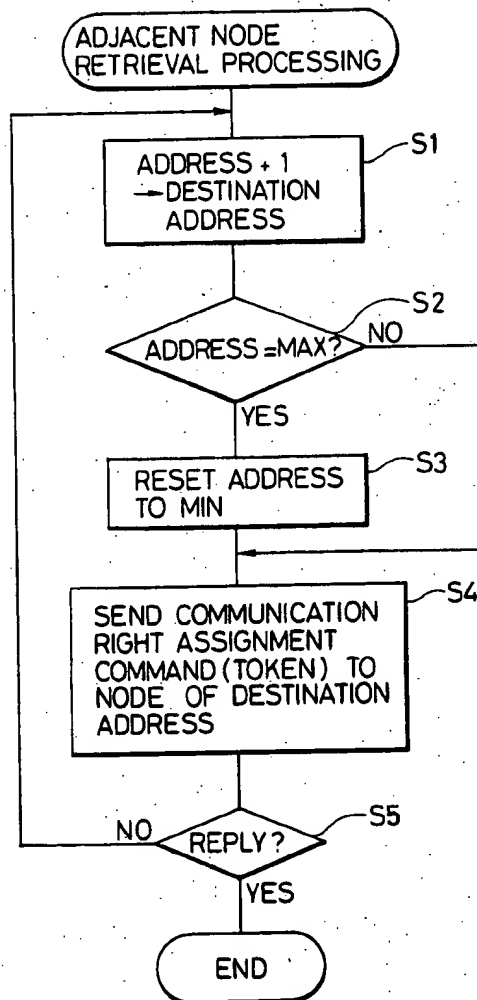 ADJACENT NODE
RETRIEVAL PROCESSING
S1
ADDRESS + 1
→DESTINATION
ADDRESS
S2
ADDRESS=MAX?
NO
YES
S3
RESET ADDRESS
TO MIN
S4
SEND COMMUNICATION
RIGHT ASSIGNMENT
COMMAND (TOKEN) TO
NODE OF DESTINATION
ADDRESS
S5
NO
REPLY?
YES
END